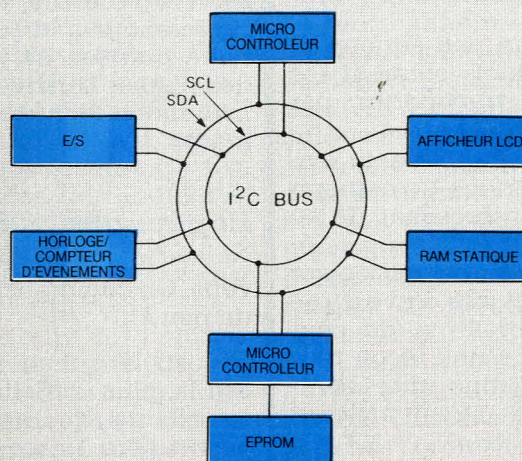 MICRO
CONTROLEUR
SCL
SDA
E/S
AFFICHEUR LCD
I²C BUS
HORLOGE/
COMPTEUR
D'EVENEMENTS
RAM STATIQUE
MICRO
CONTROLEUR
EPROM